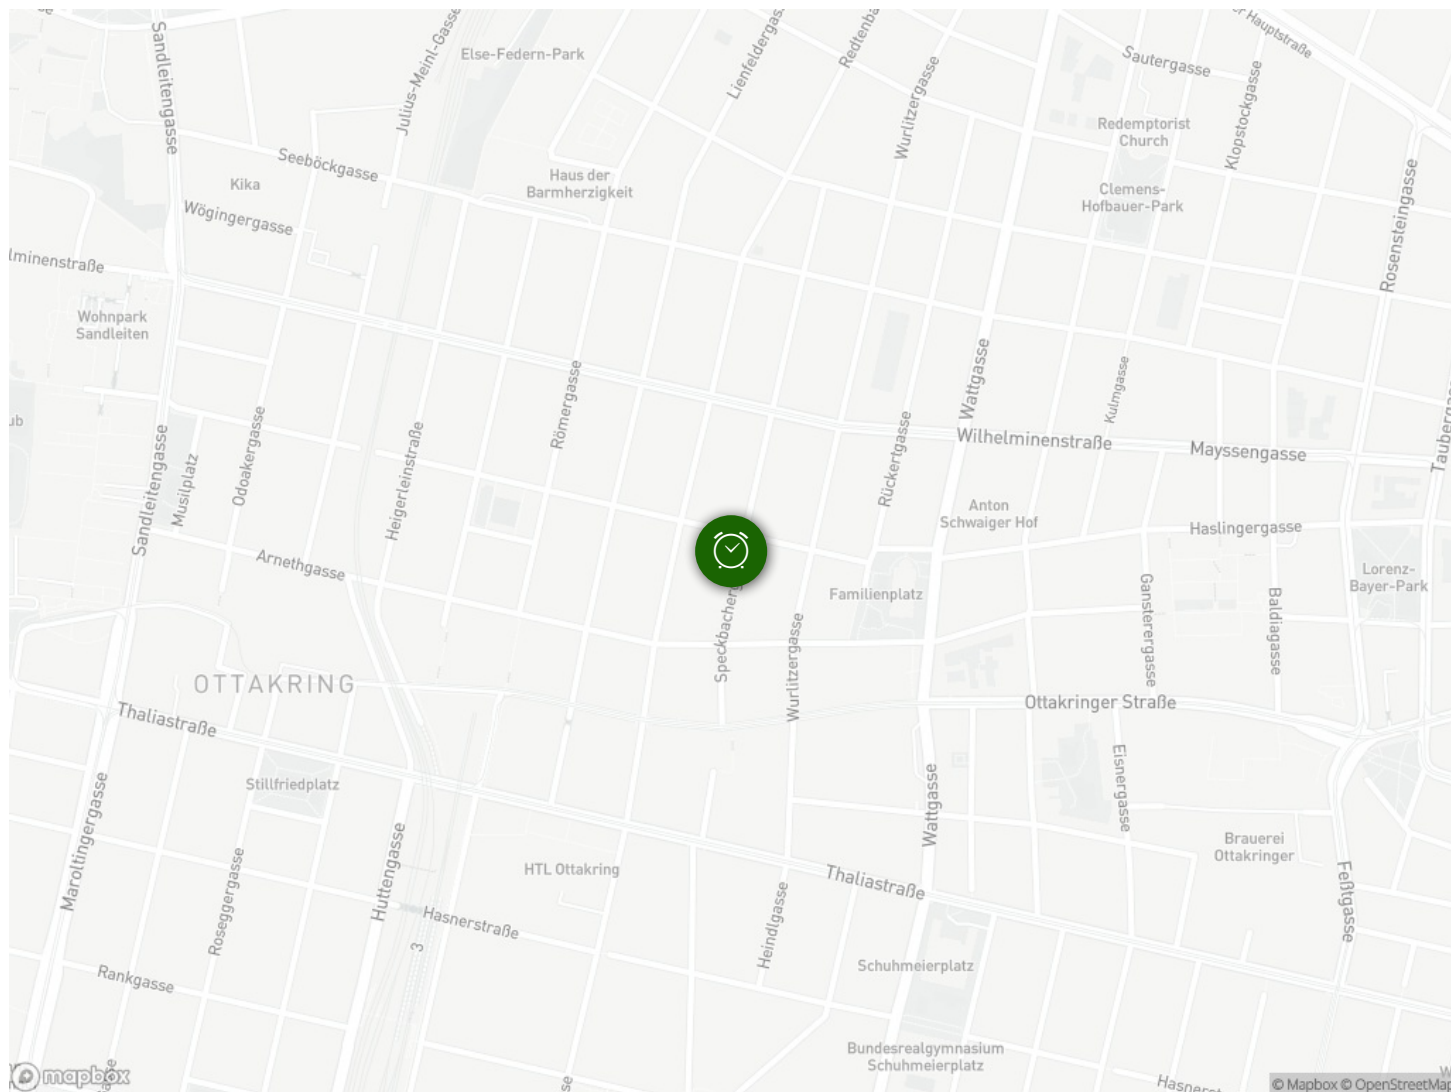 Sandleitengasse
Julius-Meinl-Gasse
Else-Federn-Park
Lienfeldergasse
Wurlitzergasse
Sautergasse
Klopstockgasse
Redemptorist
Church
Seeböckgasse
Kika
Haus der
Barmherzigkeit
Clemens-
Hofbauer-Park
Rosensteingasse
Wögingergasse
Wohnpark
Sandleiten
Wattgasse
Kulmgasse
Römergasse
Odoakergasse
Heigerleinstraße
Rückertgasse
Wilhelminenstraße
Mayssengasse
Musilplatz
Sandleitengasse
Anton
Schwaiger Hof
Haslingergasse
Arnethgasse
Familienplatz
Lorenz-
Bayer-Park
Gansterergasse
Baldiagasse
Wurlitzergasse
OTTAKRING
Thaliastraße
Ottakringer Straße
Stillfriedplatz
Eisnergasse
Wattgasse
Maroltingergasse
Huttengasse
Roseggergasse
HTL Ottakring
Thaliastraße
Brauerei
Ottakringer
Feßtgasse
Hasnerstraße
3
Heindlgasse
Rankgasse
Schuhmeierplatz
Bundesrealgymnasium
Schuhmeierplatz
mapbox
© Mapbox © OpenStreetMap